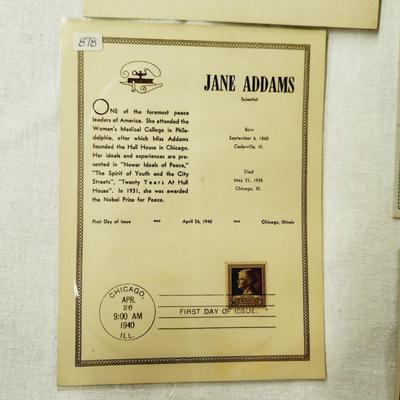 878
JANE ADDAMS
Scientist
ONE of the foremost peace
leaders of America. She attended the
Woman's Medical College in Phila-
delphia, after which Miss Addams
founded the Hull House in Chicago.
Her ideals and experiences are pre-
sented in "Newer Ideals of Peace,"
"The Spirit of Youth and the City
Streets", "Twenty Years At Hull
House". In 1931, she was awarded
the Nobel Prize for Peace.
Born
September 6, 1860
Cedarville, Ill.
Died
May 21, 1935
Chicago, Ill.
First Day of Issue
April 26, 1940
Chicago, Illinois
CHICAGO,
APR.
26
9:00 AM
1940
ILL.
FIRST DAY OF ISSUE